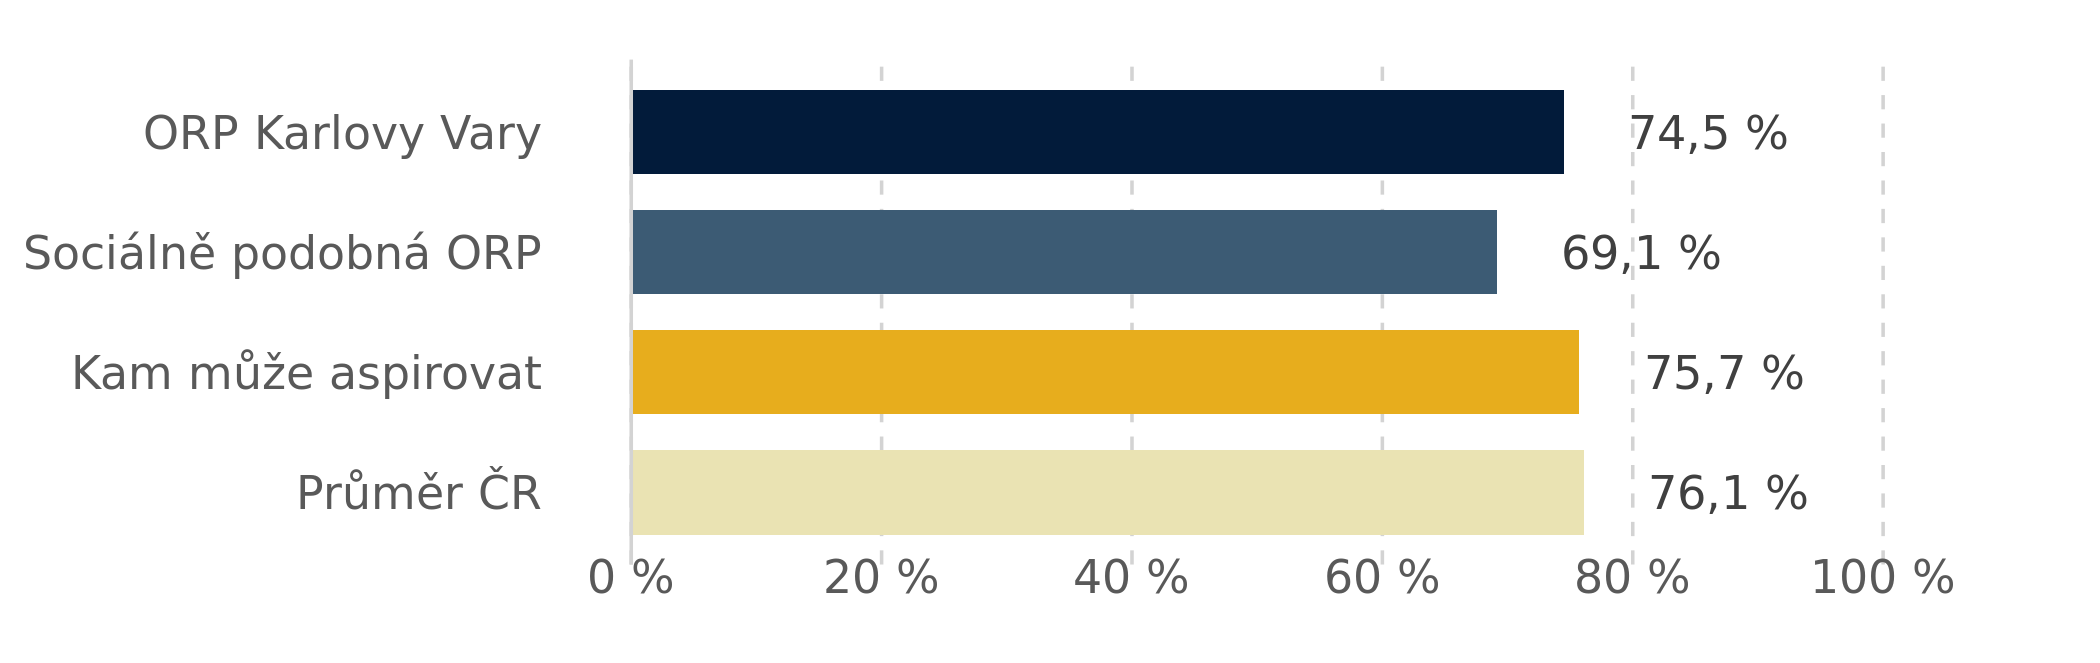 ORP Karlovy Vary 74,5 %
Sociálně podobná ORP 69,1 %
Kam může aspirovat 75,7 %
Průměr ČR 76,1 %
0 % 20 % 40 % 60 % 80 % 100 %